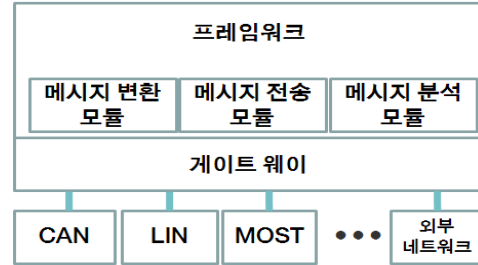 프레임워크
메시지 변환 메시지 전송 메시지 분석
모듈 모듈 모듈
게이트 웨이
CAN LIN MOST ••• 외부
네트워크